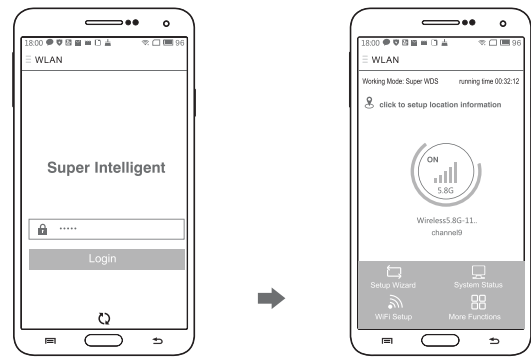 18:00 96
WLAN
Super Intelligent
*****
Login
18:00 96
WLAN
Working Mode: Super WDS running time 00:32:12
click to setup location information
ON
5.8G
Wireless5.8G-11..
channel9
Setup Wizard System Status
WiFI Setup More Functions